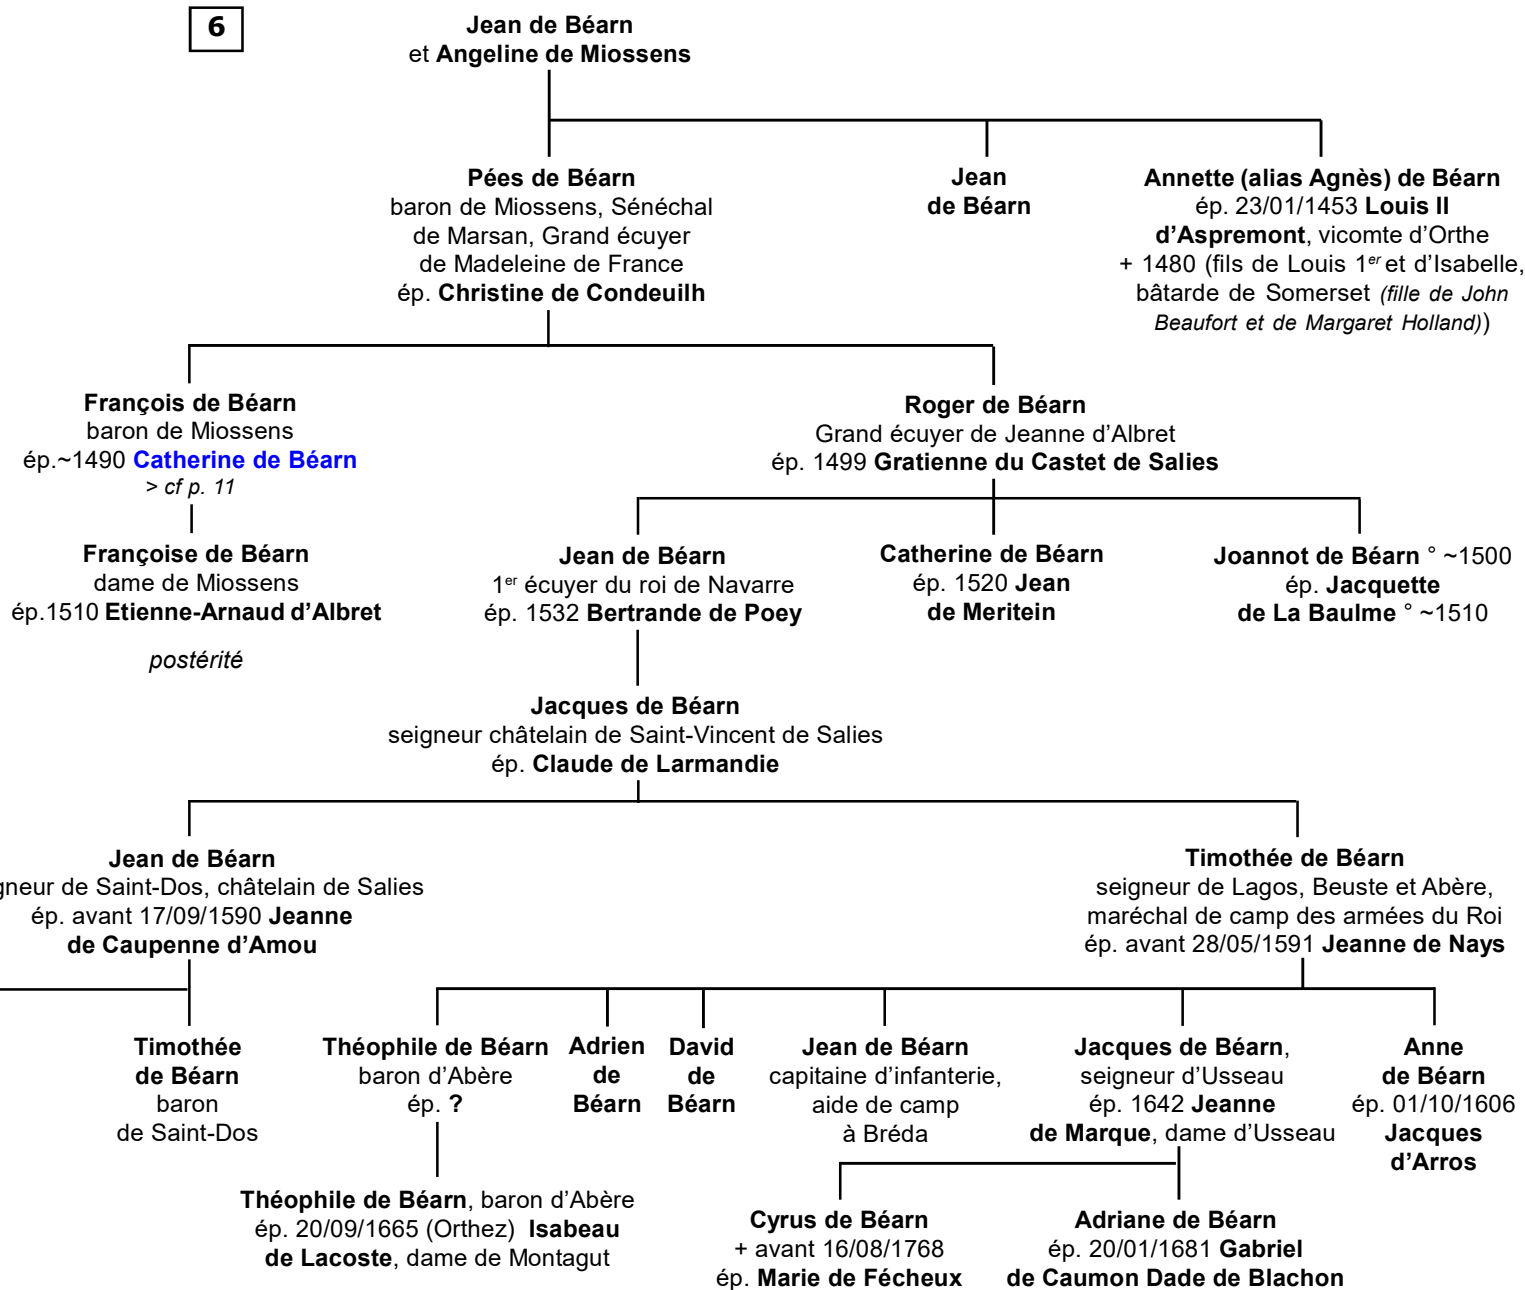 6
Jean de Béarn
et Angeline de Miossens
Pées de Béarn
baron de Miossens, Sénéchal
de Marsan, Grand écuyer
de Madeleine de France
ép. Christine de Condeuilh
Jean
de Béarn
Annette (alias Agnès) de Béarn
ép. 23/01/1453 Louis II
d’Aspremont, vicomte d’Orthe
+ 1480 (fils de Louis 1er et d’Isabelle,
bâtarde de Somerset (fille de John
Beaufort et de Margaret Holland))
François de Béarn
baron de Miossens
ép.~1490 Catherine de Béarn
> cf p. 11
Roger de Béarn
Grand écuyer de Jeanne d’Albret
ép. 1499 Gratienne du Castet de Salies
Françoise de Béarn
dame de Miossens
ép.1510 Etienne-Arnaud d’Albret
postérité
Jean de Béarn
1er écuyer du roi de Navarre
ép. 1532 Bertrande de Poey
Catherine de Béarn
ép. 1520 Jean
de Meritein
Joannot de Béarn ° ~1500
ép. Jacquette
de La Baulme ° ~1510
Jacques de Béarn
seigneur châtelain de Saint-Vincent de Salies
ép. Claude de Larmandie
Jean de Béarn
gneur de Saint-Dos, châtelain de Salies
ép. avant 17/09/1590 Jeanne
de Caupenne d’Amou
Timothée de Béarn
seigneur de Lagos, Beuste et Abère,
maréchal de camp des armées du Roi
ép. avant 28/05/1591 Jeanne de Nays
Timothée
de Béarn
baron
de Saint-Dos
Théophile de Béarn
baron d’Abère
ép. ?
Adrien
de
Béarn
David
de
Béarn
Jean de Béarn
capitaine d’infanterie,
aide de camp
à Bréda
Jacques de Béarn,
seigneur d’Usseau
ép. 1642 Jeanne
de Marque, dame d’Usseau
Anne
de Béarn
ép. 01/10/1606
Jacques
d’Arros
Théophile de Béarn, baron d’Abère
ép. 20/09/1665 (Orthez) Isabeau
de Lacoste, dame de Montagut
Cyrus de Béarn
+ avant 16/08/1768
ép. Marie de Fécheux
Adriane de Béarn
ép. 20/01/1681 Gabriel
de Caumon Dade de Blachon